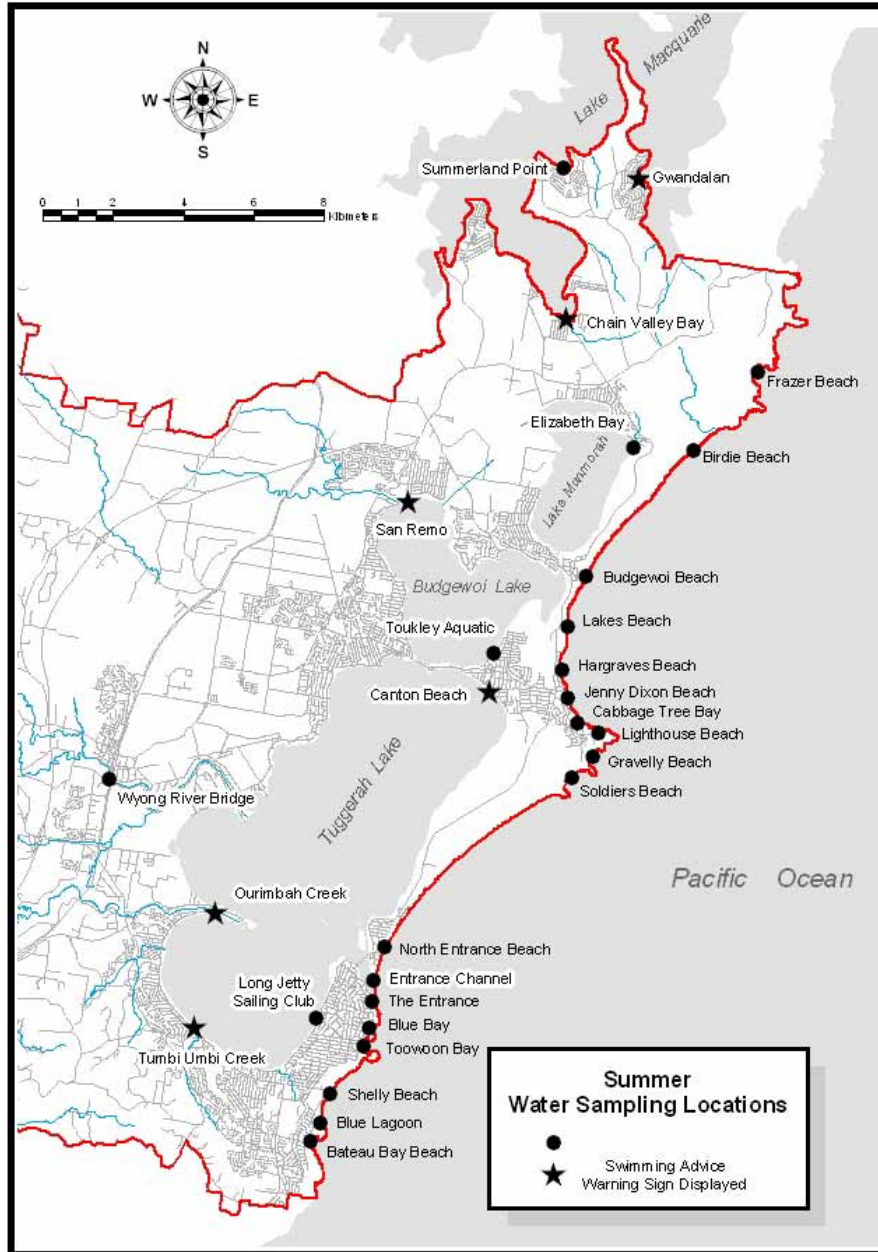 N
W
E
S
0 2 4 6 8
Kilometers
Lake Macquarie
Summerland Point
Gwandalan
Chain Valley Bay
Frazer Beach
Elizabeth Bay
Birdie Beach
Lake Munmorah
San Remo
Budgewoi Lake
Budgewoi Beach
Lakes Beach
Toukley Aquatic
Hargraves Beach
Canton Beach
Jenny Dixon Beach
Cabbage Tree Bay
Lighthouse Beach
Gravelly Beach
Soldiers Beach
Wyong River Bridge
Tuggerah Lake
Pacific Ocean
Ourimbah Creek
North Entrance Beach
Entrance Channel
Long Jetty
Sailing Club
The Entrance
Blue Bay
Toowoon Bay
Tumbi Umbi Creek
Shelly Beach
Blue Lagoon
Bateau Bay Beach
Summer
Water Sampling Locations
Swimming Advice
Warning Sign Displayed